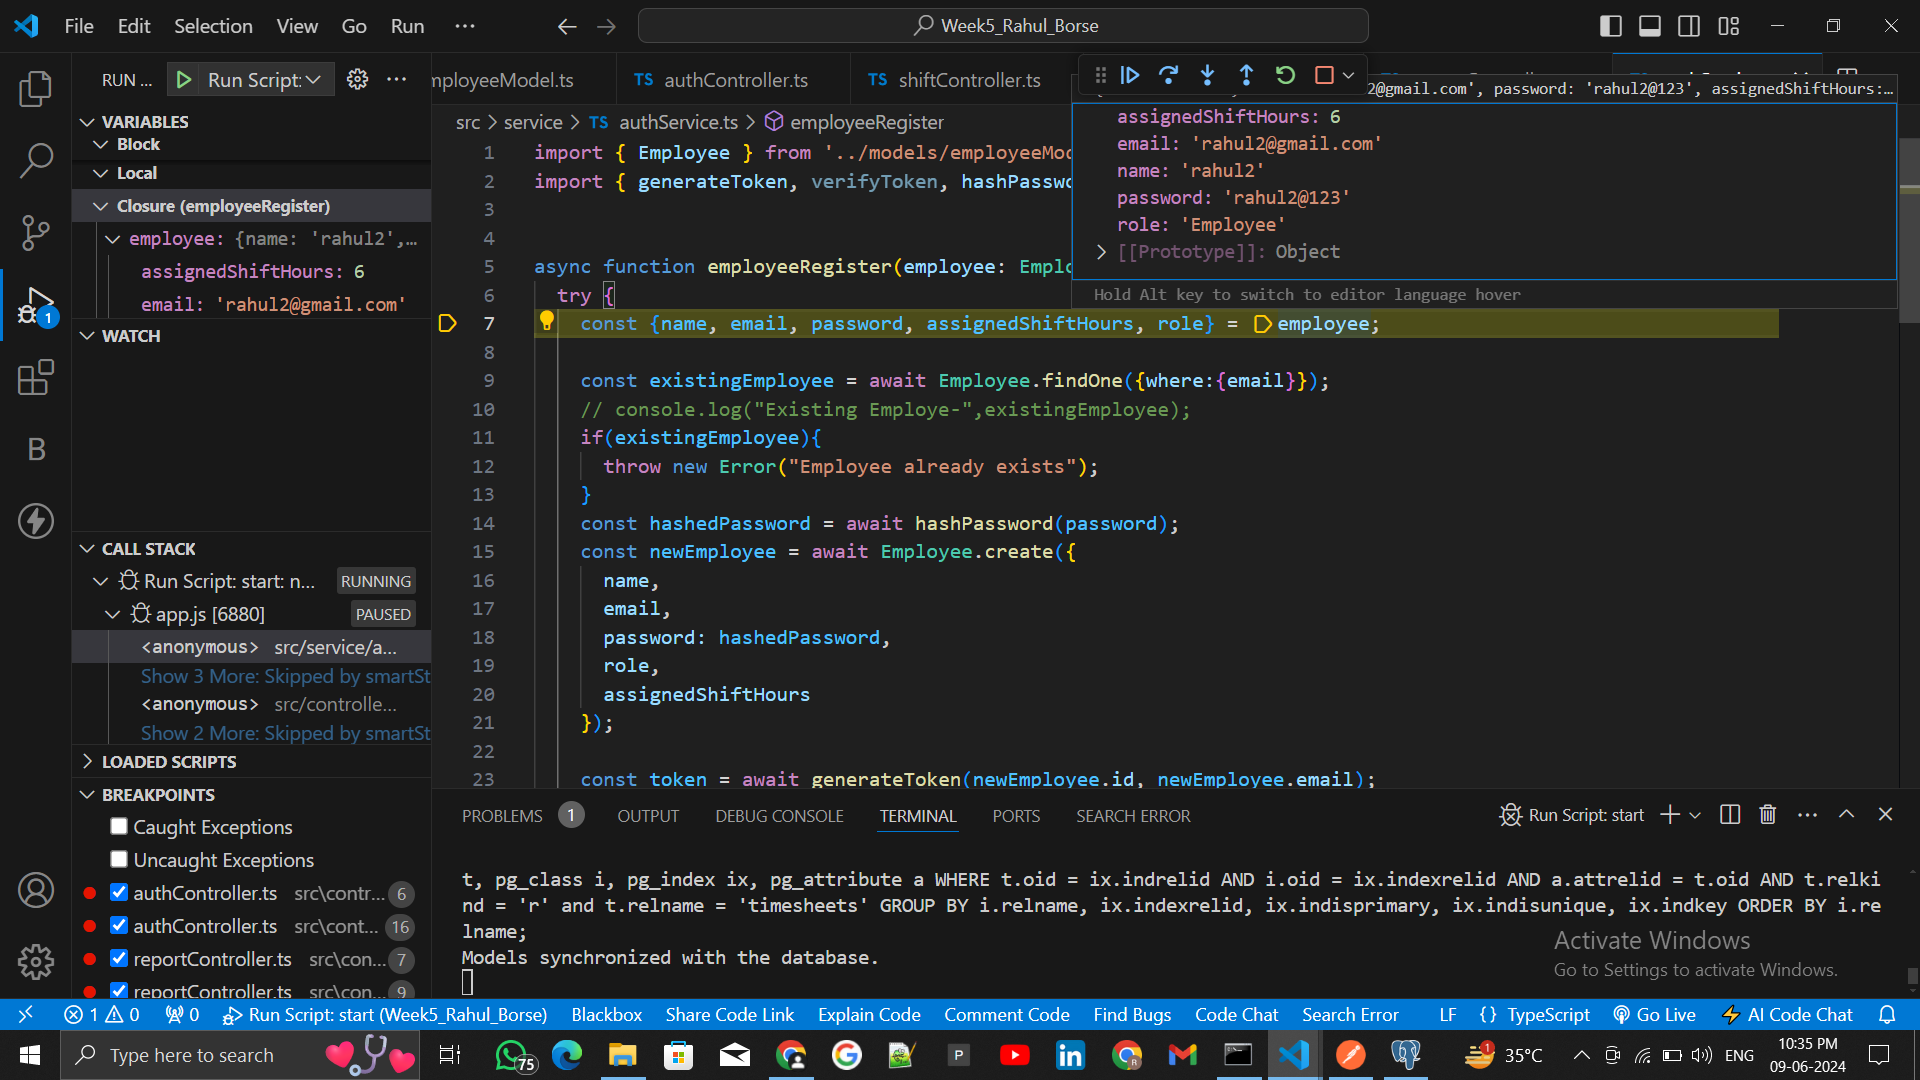 File Edit Selection View Go Run ···
Week5_Rahul_Borse
RUN ...
Run Script:
mployeeModel.ts
authController.ts
shiftController.ts
2@gmail.com', password: 'rahul2@123', assignedShiftHours:…
assignedShiftHours: 6
email: 'rahul2@gmail.com'
name: 'rahul2'
password: 'rahul2@123'
role: 'Employee'
[[Prototype]]: Object
Hold Alt key to switch to editor language hover
VARIABLES
Block
Local
Closure (employeeRegister)
employee: {name: 'rahul2',…
assignedShiftHours: 6
email: 'rahul2@gmail.com'
WATCH
CALL STACK
Run Script: start: n... RUNNING
app.js [6880] PAUSED
<anonymous> src/service/a...
Show 3 More: Skipped by smartSt
<anonymous> src/controlle...
Show 2 More: Skipped by smartSt
LOADED SCRIPTS
BREAKPOINTS
Caught Exceptions
Uncaught Exceptions
authController.ts src\contr... 6
authController.ts src\cont... 16
reportController.ts src\con... 7
reportController.ts src\con... 9
src > service > TS authService.ts > employeeRegister
1 import { Employee } from '../models/employeeMo
2 import { generateToken, verifyToken, hashPassw
3
4
5 async function employeeRegister(employee: Empl
6 try {
7 const {name, email, password, assignedShiftHours, role} = employee;
8
9 const existingEmployee = await Employee.findOne({where:{email}});
10 // console.log("Existing Employe-",existingEmployee);
11 if(existingEmployee){
12 throw new Error("Employee already exists");
13 }
14 const hashedPassword = await hashPassword(password);
15 const newEmployee = await Employee.create({
16 name,
17 email,
18 password: hashedPassword,
19 role,
20 assignedShiftHours
21 });
22
23 const token = await generateToken(newEmployee.id, newEmployee.email);
PROBLEMS 1 OUTPUT DEBUG CONSOLE TERMINAL PORTS SEARCH ERROR
Run Script: start
t, pg_class i, pg_index ix, pg_attribute a WHERE t.oid = ix.indrelid AND i.oid = ix.indexrelid AND a.attrelid = t.oid AND t.relki
nd = 'r' and t.relname = 'timesheets' GROUP BY i.relname, ix.indexrelid, ix.indisprimary, ix.indisunique, ix.indkey ORDER BY i.re
lname;
Models synchronized with the database.
Activate Windows
Go to Settings to activate Windows.
1 0 0 Run Script: start (Week5_Rahul_Borse) Blackbox Share Code Link Explain Code Comment Code Find Bugs Code Chat Search Error LF {} TypeScript Go Live AI Code Chat
Type here to search
75
35°C
ENG
10:35 PM
09-06-2024